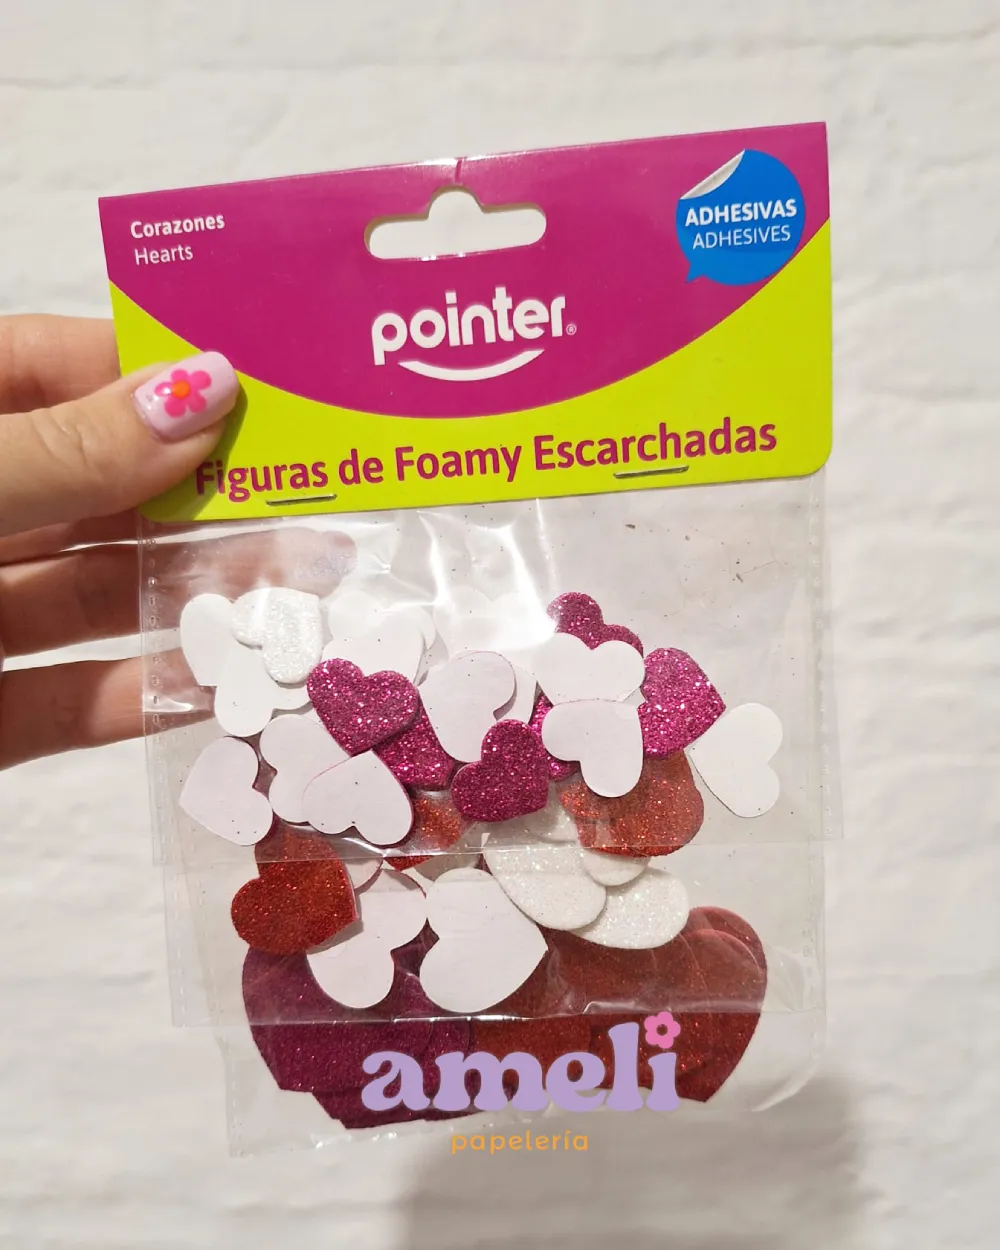 Corazones
Hearts
ADHESIVAS
ADHESIVES
pointer®
Figuras de Foamy Escarchadas
ameli
papelería